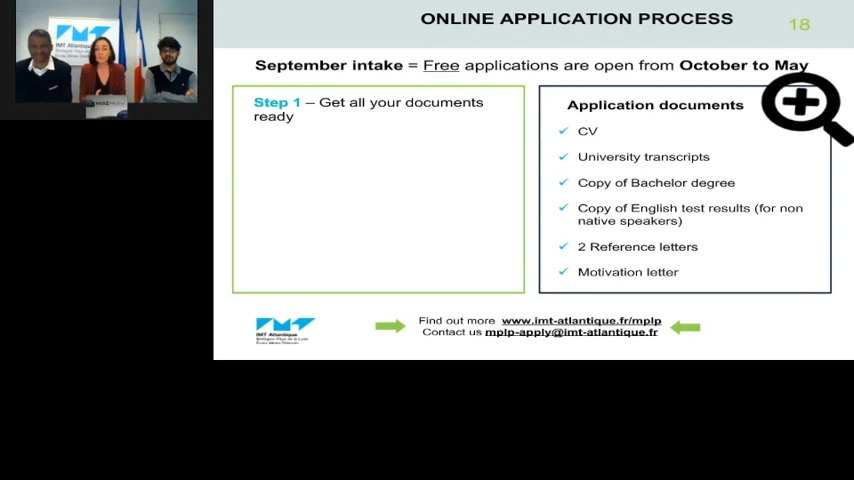 ONLINE APPLICATION PROCESS
18
September intake = Free applications are open from October to May
Step 1 – Get all your documents
ready
Application documents
✓ CV
✓ University transcripts
✓ Copy of Bachelor degree
✓ Copy of English test results (for non
native speakers)
✓ 2 Reference letters
✓ Motivation letter
IMT Atlantique
Bretagne-Pays de la Loire
École Mines-Télécom
Find out more www.imt-atlantique.fr/mplp
Contact us mplp-apply@imt-atlantique.fr
IMT Atlantique